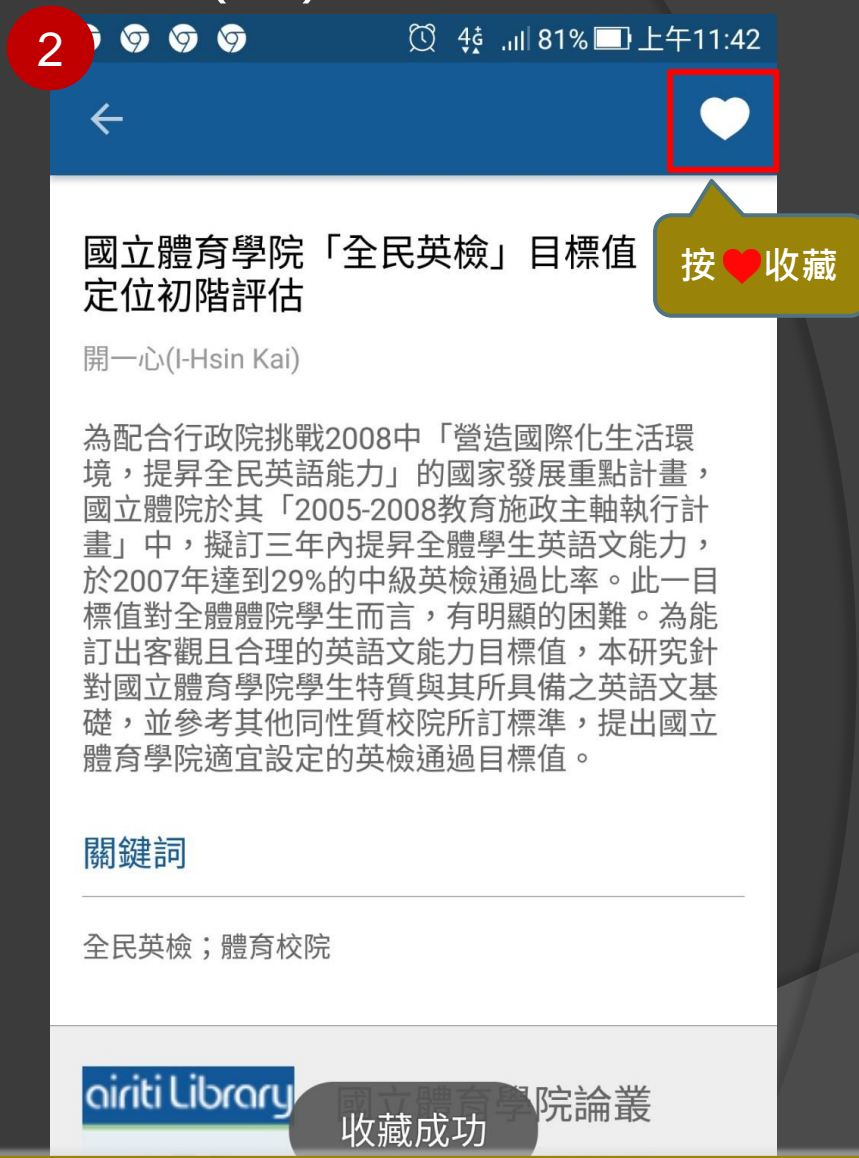 2
81% 上午11:42
按❤收藏
國立體育學院「全民英檢」目標值
定位初階評估
開一心(I-Hsin Kai)
為配合行政院挑戰2008中「營造國際化生活環
境，提昇全民英語能力」的國家發展重點計畫，
國立體院於其「2005-2008教育施政主軸執行計
畫」中，擬訂三年內提昇全體學生英語文能力，
於2007年達到29%的中級英檢通過比率。此一目
標值對全體體院學生而言，有明顯的困難。為能
訂出客觀且合理的英語文能力目標值，本研究針
對國立體育學院學生特質與其所具備之英語文基
礎，並參考其他同性質校院所訂標準，提出國立
體育學院適宜設定的英檢通過目標值。
關鍵詞
全民英檢；體育校院
airiti Library
國立體育學院論叢
收藏成功